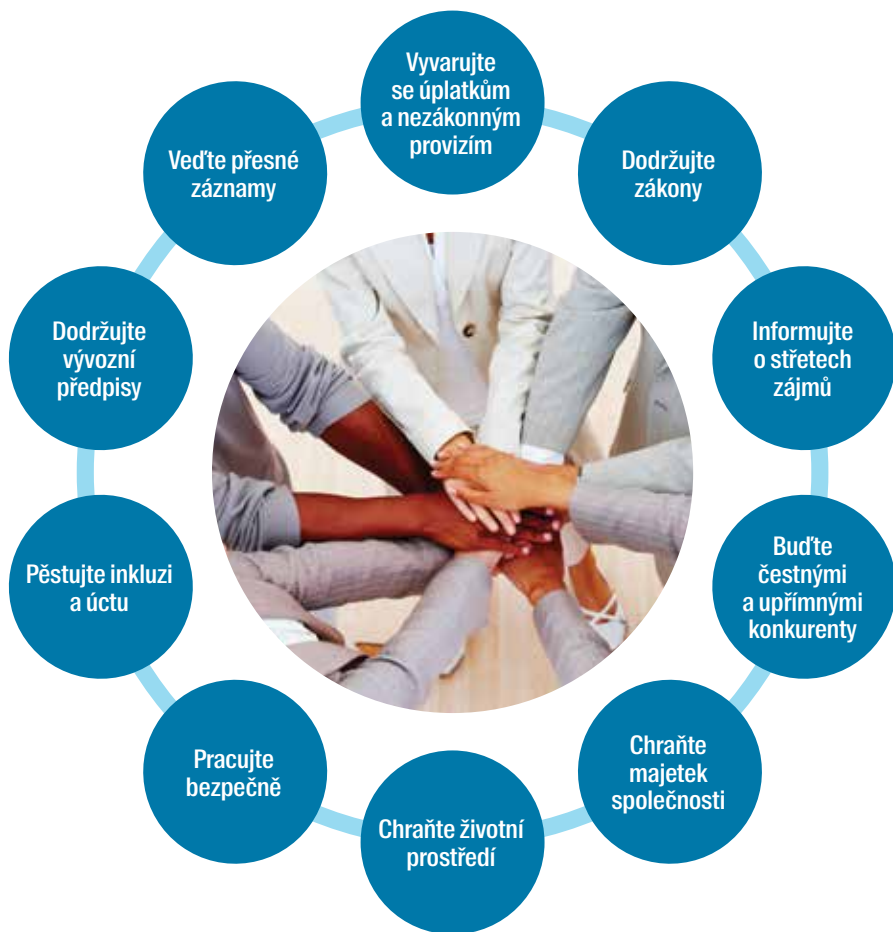 Vyvarujte
se úplatkům
a nezákonným
provizím
Dodržujte
zákony
Informujte
o střetech
zájmů
Buďte
čestnými
a upřímnými
konkurenty
Chraňte
majetek
společnosti
Chraňte životní
prostředí
Pracujte
bezpečně
Pěstujte inkluzi
a úctu
Dodržujte
vývozní
předpisy
Veďte přesné
záznamy